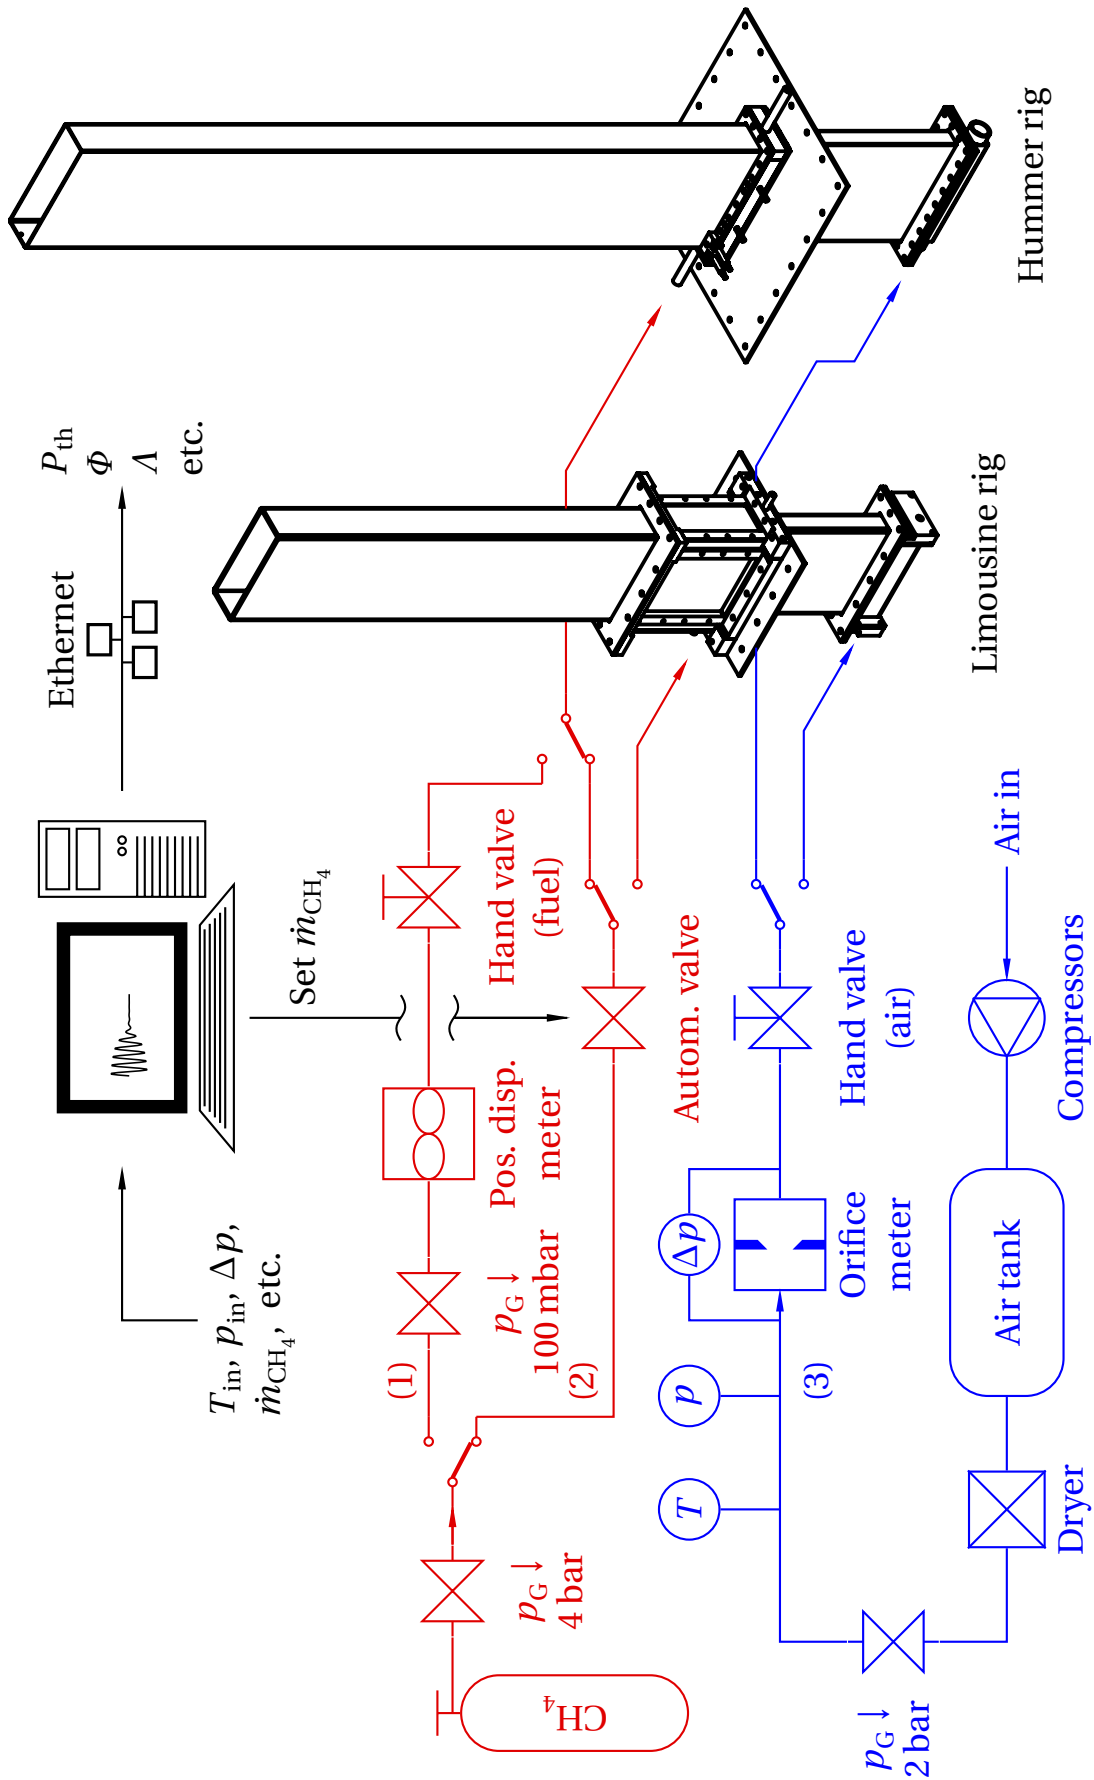 T_in, p_in, Δp,
ṁ_CH₄, etc.
Ethernet
P_th
Φ
Λ
etc.
Set ṁ_CH₄
CH₄
p_G↓
4 bar
(1)
p_G↓
100 mbar
(2)
Pos. disp.
meter
Hand valve
(fuel)
Autom. valve
T
p
Δp
(3)
Orifice
meter
Hand valve
(air)
p_G↓
2 bar
Dryer
Air tank
Compressors
Air in
Limousine rig
Hummer rig